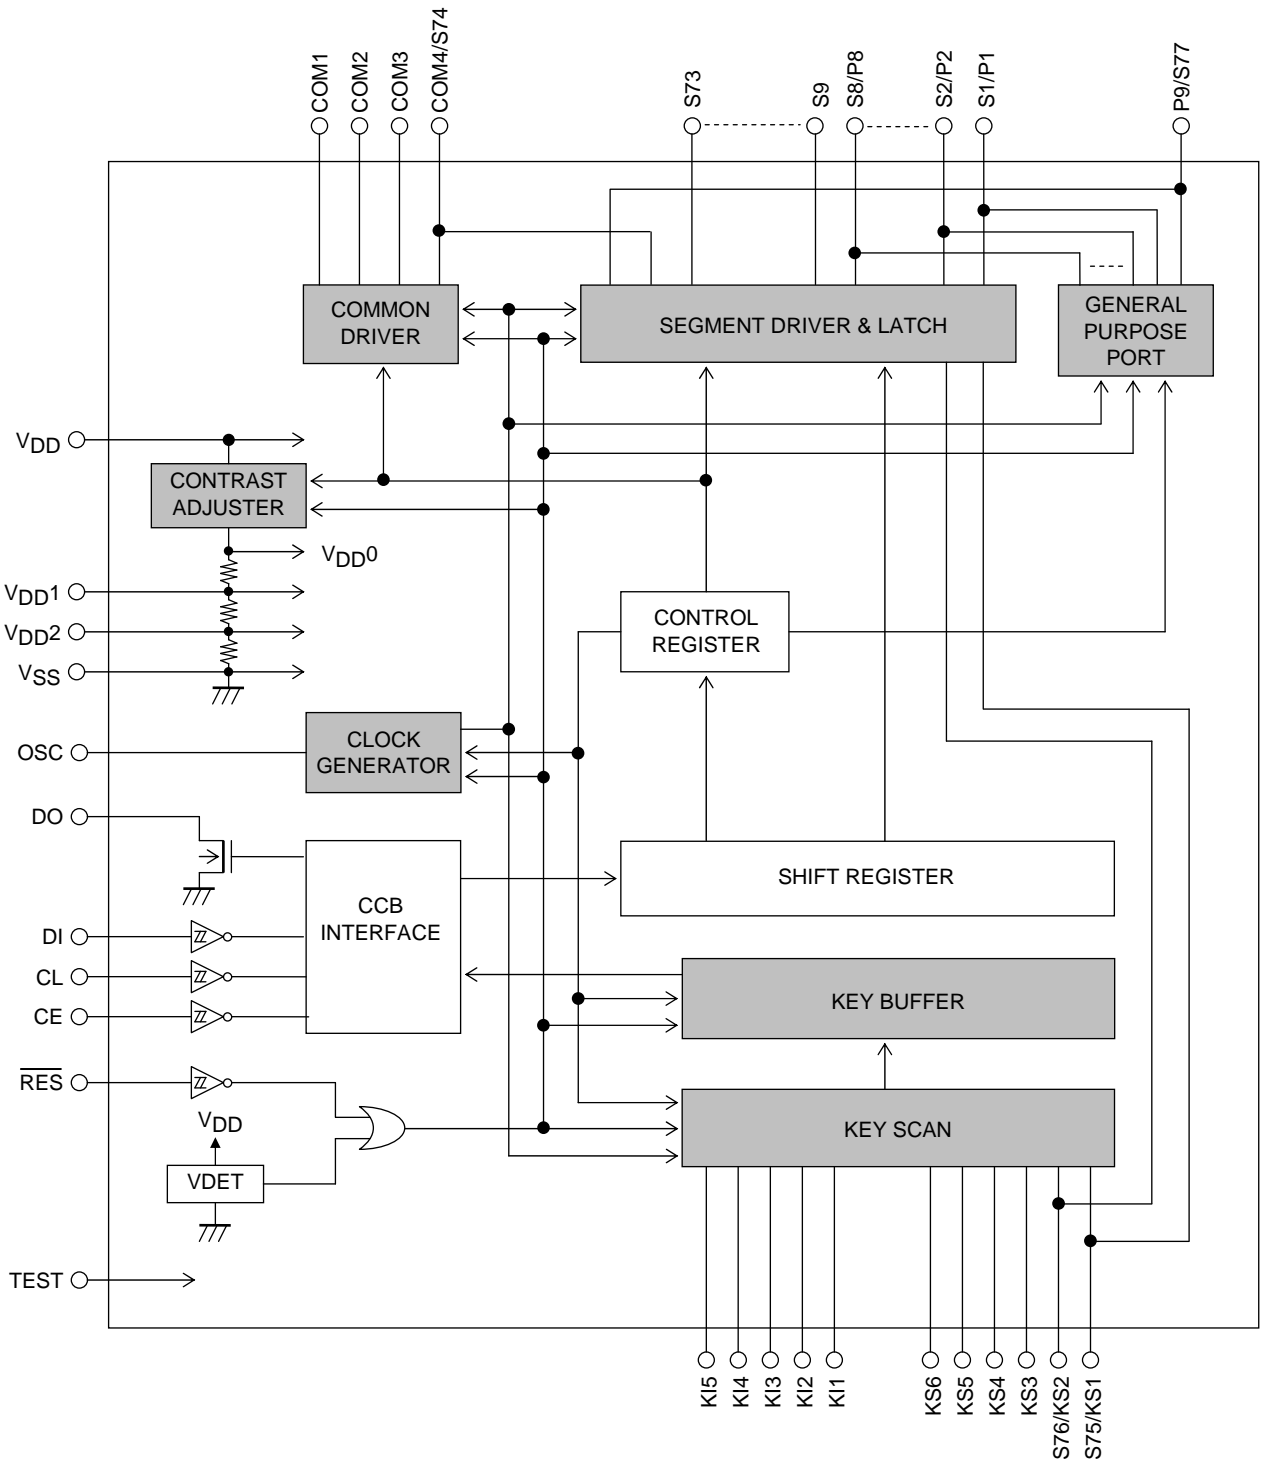 COM1
COM2
COM3
COM4/S74
S73
S9
S8/P8
S2/P2
S1/P1
P9/S77
COMMON
DRIVER
SEGMENT DRIVER & LATCH
GENERAL
PURPOSE
PORT
VDD
CONTRAST
ADJUSTER
VDD0
VDD1
VDD2
VSS
CONTROL
REGISTER
OSC
CLOCK
GENERATOR
DO
CCB
INTERFACE
SHIFT REGISTER
DI
CL
CE
KEY BUFFER
RES
VDD
VDET
KEY SCAN
TEST
KI5
KI4
KI3
KI2
KI1
KS6
KS5
KS4
KS3
S76/KS2
S75/KS1